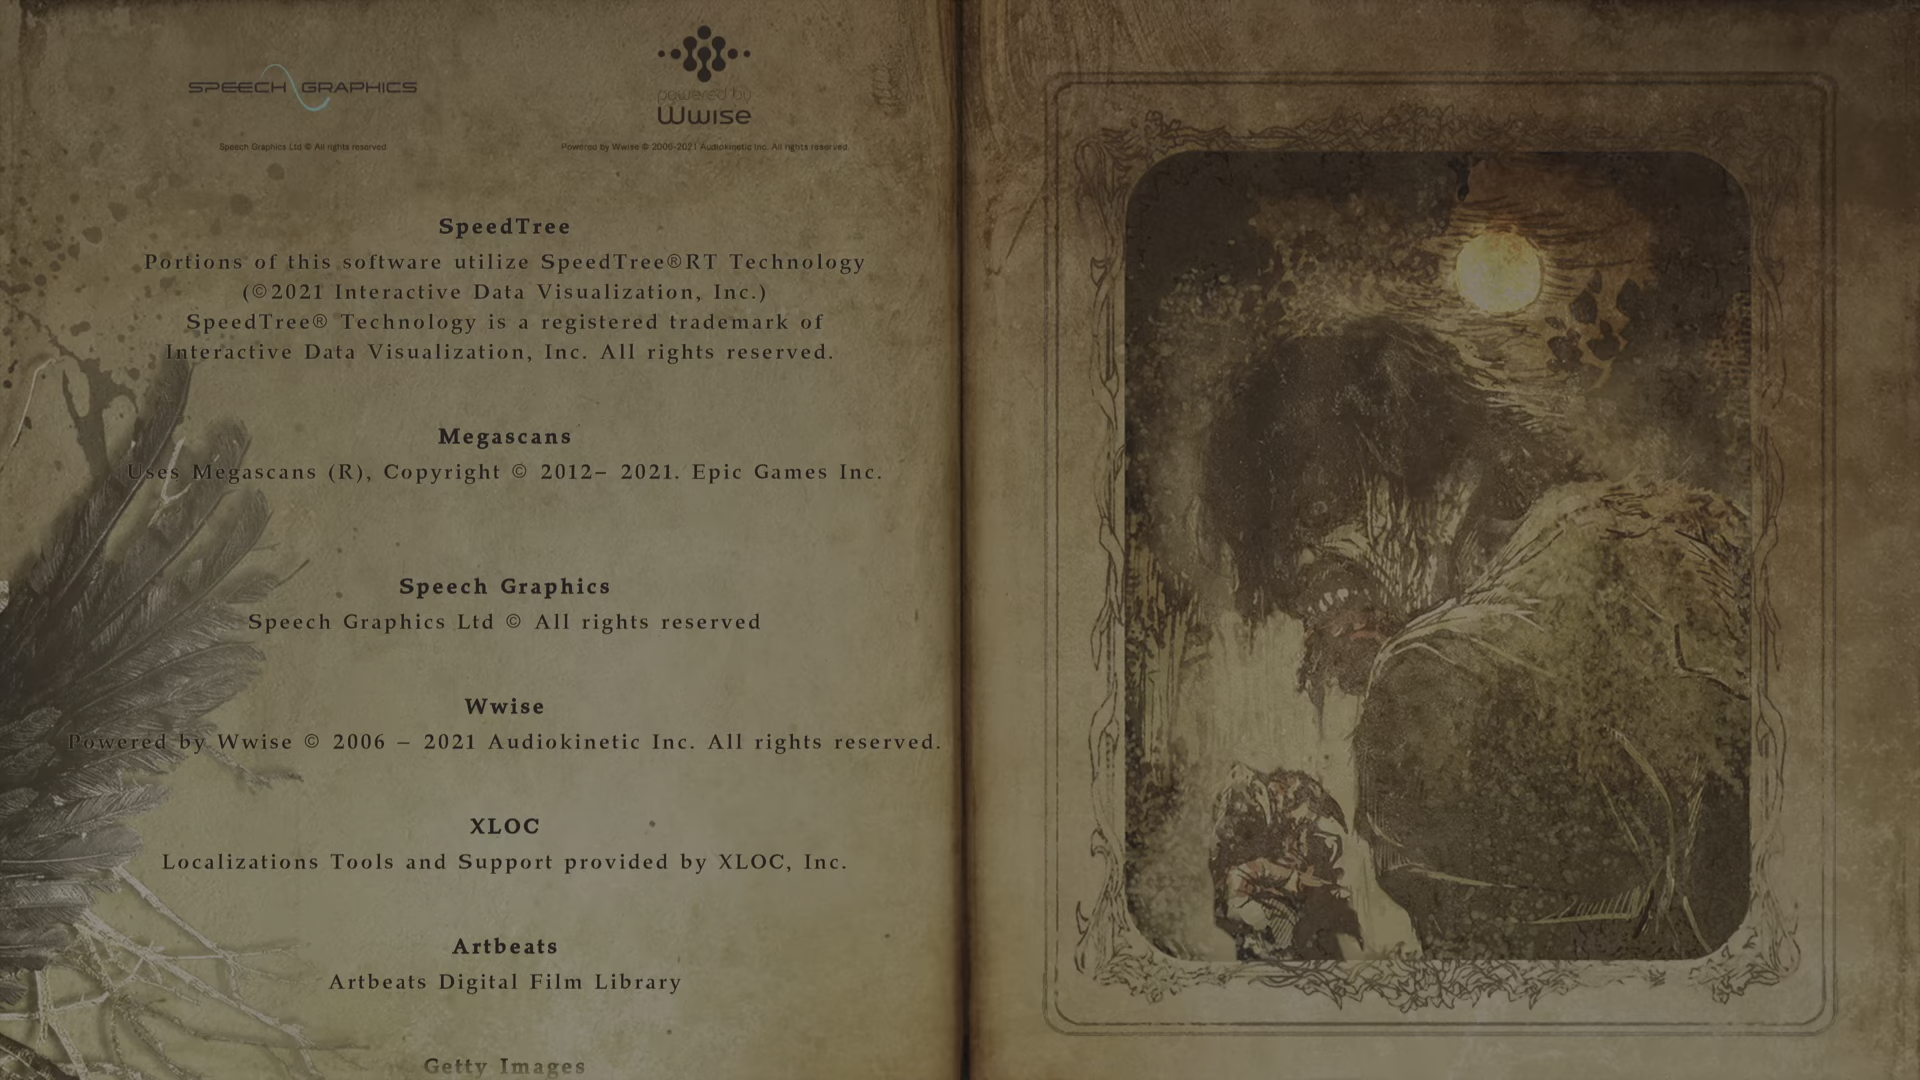 SPEECH GRAPHICS
Speech Graphics Ltd © All rights reserved
powered by
Wwise
Powered by Wwise © 2006-2021 Audiokinetic Inc. All rights reserved.
SpeedTree
Portions of this software utilize SpeedTree®RT Technology
(©2021 Interactive Data Visualization, Inc.)
SpeedTree® Technology is a registered trademark of
Interactive Data Visualization, Inc. All rights reserved.
Megascans
Uses Megascans (R), Copyright © 2012– 2021. Epic Games Inc.
Speech Graphics
Speech Graphics Ltd © All rights reserved
Wwise
Powered by Wwise © 2006 – 2021 Audiokinetic Inc. All rights reserved.
XLOC
Localizations Tools and Support provided by XLOC, Inc.
Artbeats
Artbeats Digital Film Library
Getty Images